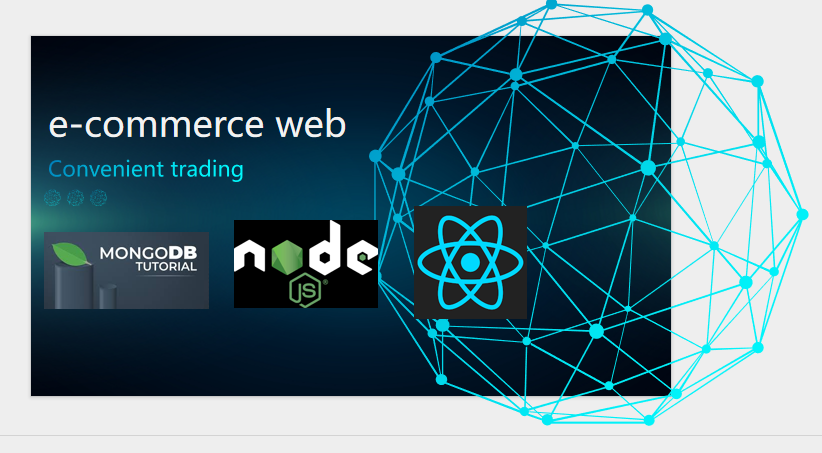 e-commerce web
Convenient trading
MONGODB
TUTORIAL
node
JS
®